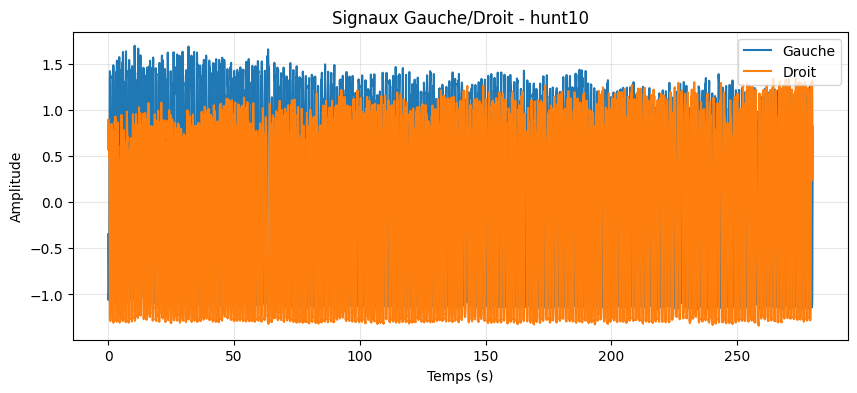 Signaux Gauche/Droit - hunt10
Gauche
Droit
Amplitude
1.5
1.0
0.5
0.0
−0.5
−1.0
0 50 100 150 200 250
Temps (s)